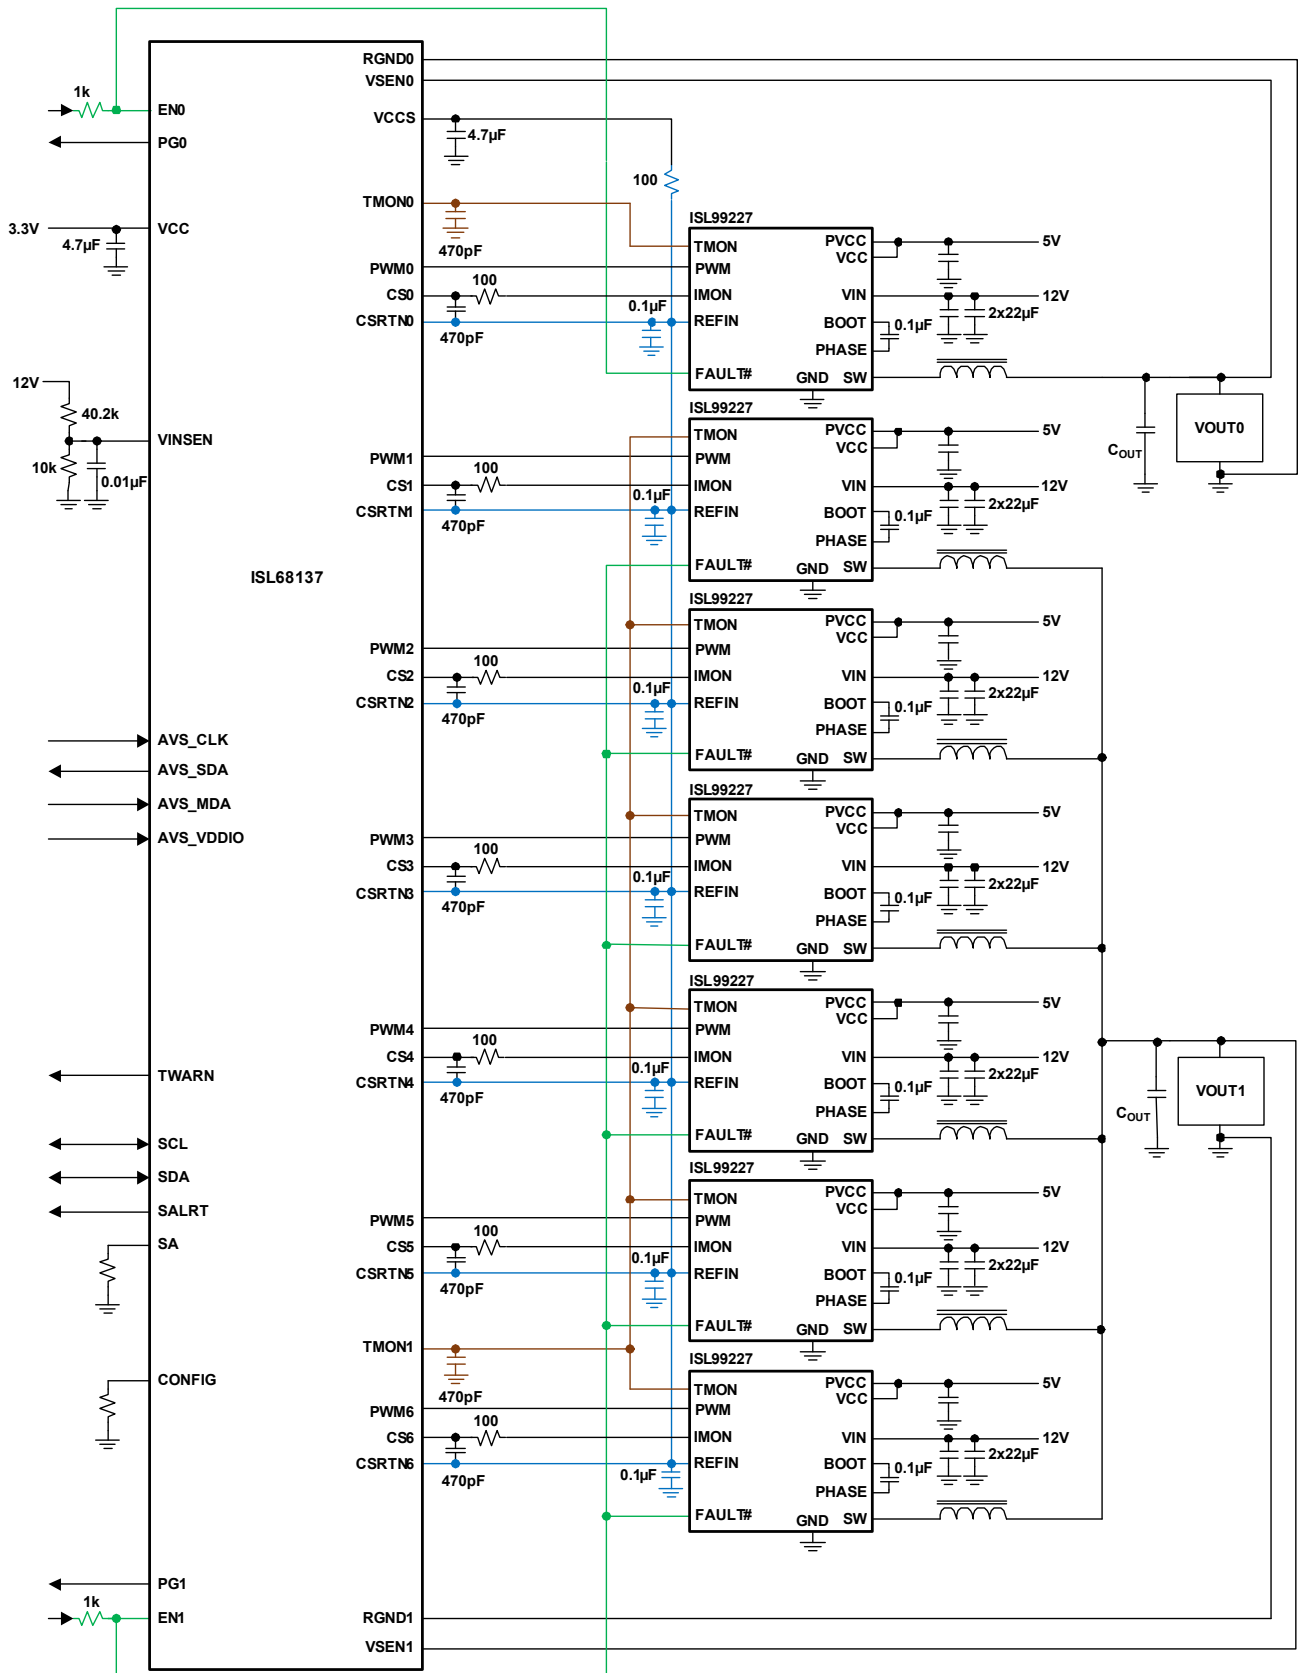 RGND0
VSEN0
1k
EN0
VCCS
PG0
4.7µF
100
TMON0
ISL99227
3.3V
VCC
4.7µF
470pF
TMON
PVCC
VCC
5V
PWM0
PWM
100
CS0
IMON
VIN
12V
0.1µF
2x22µF
CSRTN0
REFIN
BOOT
0.1µF
470pF
PHASE
FAULT#
GND
SW
12V
40.2k
VINSEN
10k
0.01µF
ISL99227
TMON
PVCC
VCC
5V
VOUT0
COUT
PWM1
PWM
100
CS1
IMON
VIN
12V
0.1µF
2x22µF
CSRTN1
REFIN
BOOT
0.1µF
470pF
PHASE
FAULT#
GND
SW
ISL68137
ISL99227
TMON
PVCC
VCC
5V
PWM2
PWM
100
CS2
IMON
VIN
12V
0.1µF
2x22µF
CSRTN2
REFIN
BOOT
0.1µF
470pF
PHASE
FAULT#
GND
SW
AVS_CLK
AVS_SDA
AVS_MDA
AVS_VDDIO
ISL99227
TMON
PVCC
VCC
5V
PWM3
PWM
100
CS3
IMON
VIN
12V
0.1µF
2x22µF
CSRTN3
REFIN
BOOT
0.1µF
470pF
PHASE
FAULT#
GND
SW
ISL99227
TMON
PVCC
VCC
5V
PWM4
PWM
100
CS4
IMON
VIN
12V
0.1µF
2x22µF
CSRTN4
REFIN
BOOT
0.1µF
470pF
PHASE
FAULT#
GND
SW
VOUT1
COUT
TWARN
SCL
SDA
SALRT
SA
ISL99227
TMON
PVCC
VCC
5V
PWM5
PWM
100
CS5
IMON
VIN
12V
0.1µF
2x22µF
CSRTN5
REFIN
BOOT
0.1µF
470pF
PHASE
FAULT#
GND
SW
TMON1
470pF
CONFIG
ISL99227
TMON
PVCC
VCC
5V
PWM6
PWM
100
CS6
IMON
VIN
12V
2x22µF
CSRTN6
REFIN
BOOT
0.1µF
470pF
0.1µF
PHASE
FAULT#
GND
SW
PG1
1k
EN1
RGND1
VSEN1